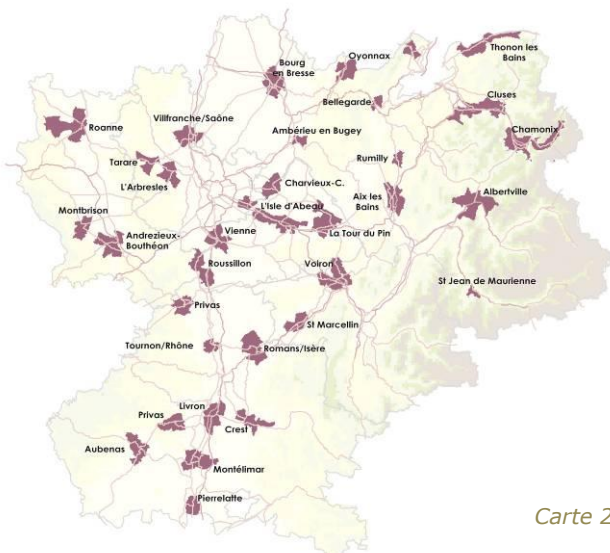 Thonon les
Bains
Oyonnax
Bourg
en Bresse
Cluses
Bellegarde
Roanne
Villfranche/Saône
Chamonix
Ambérieu en Bugey
Tarare
Rumilly
L'Arbresles
Charvieux-C.
Albertville
Aix les
Bains
L'Isle d'Abeau
Montbrison
Andrezieux-
Bouthéon
Vienne
La Tour du Pin
Roussillon
Voiron
St Jean de Maurienne
Privas
St Marcellin
Tournon/Rhône
Romans/Isère
Livron
Privas
Crest
Aubenas
Montélimar
Pierrelatte
Carte 2